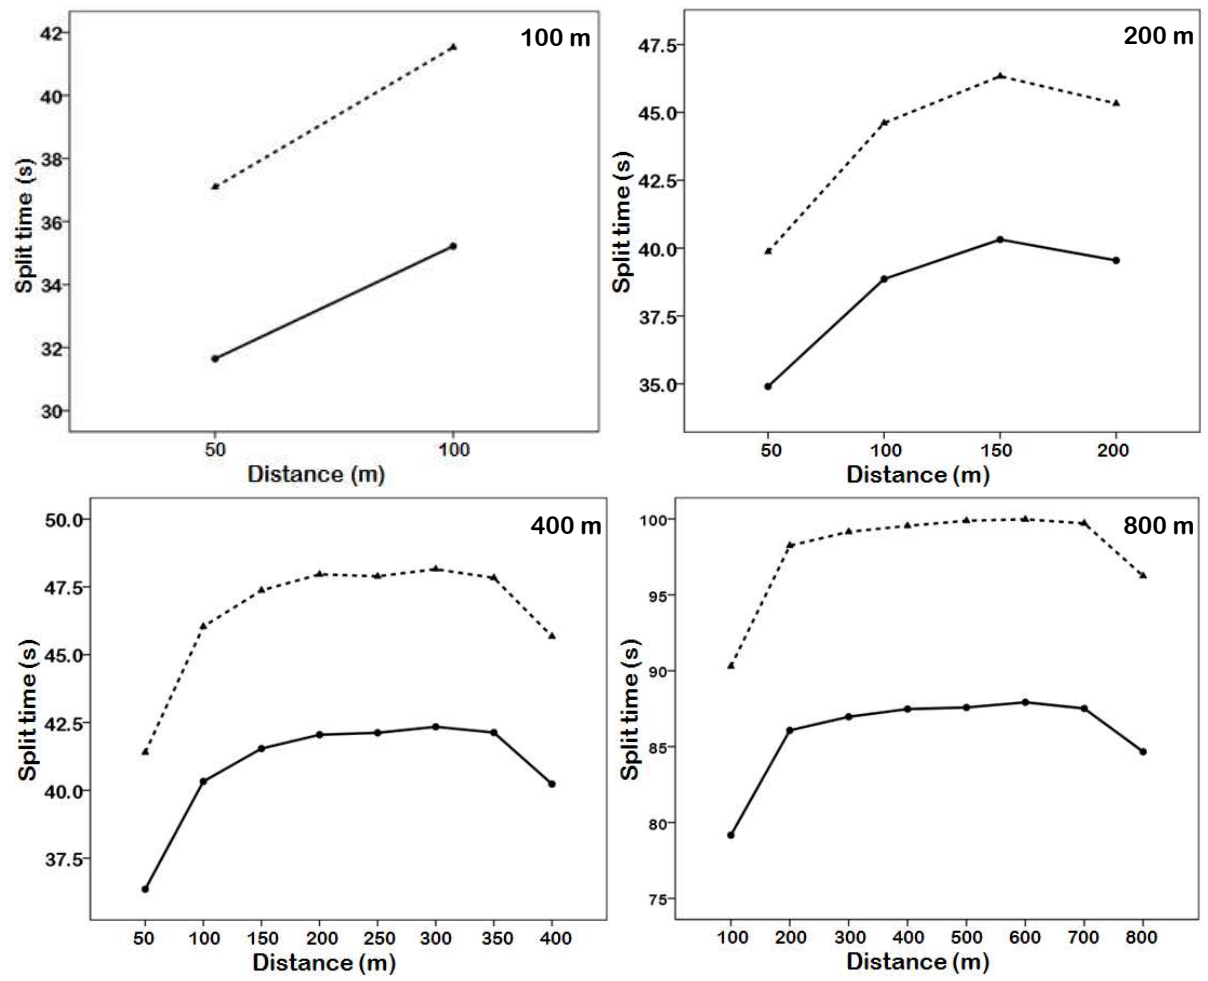 100 m
Split time (s)
42
40
38
36
34
32
30
50 100
Distance (m)
200 m
Split time (s)
47.5
45.0
42.5
40.0
37.5
35.0
50 100 150 200
Distance (m)
400 m
Split time (s)
50.0
47.5
45.0
42.5
40.0
37.5
50 100 150 200 250 300 350 400
Distance (m)
800 m
Split time (s)
100
95
90
85
80
75
100 200 300 400 500 600 700 800
Distance (m)